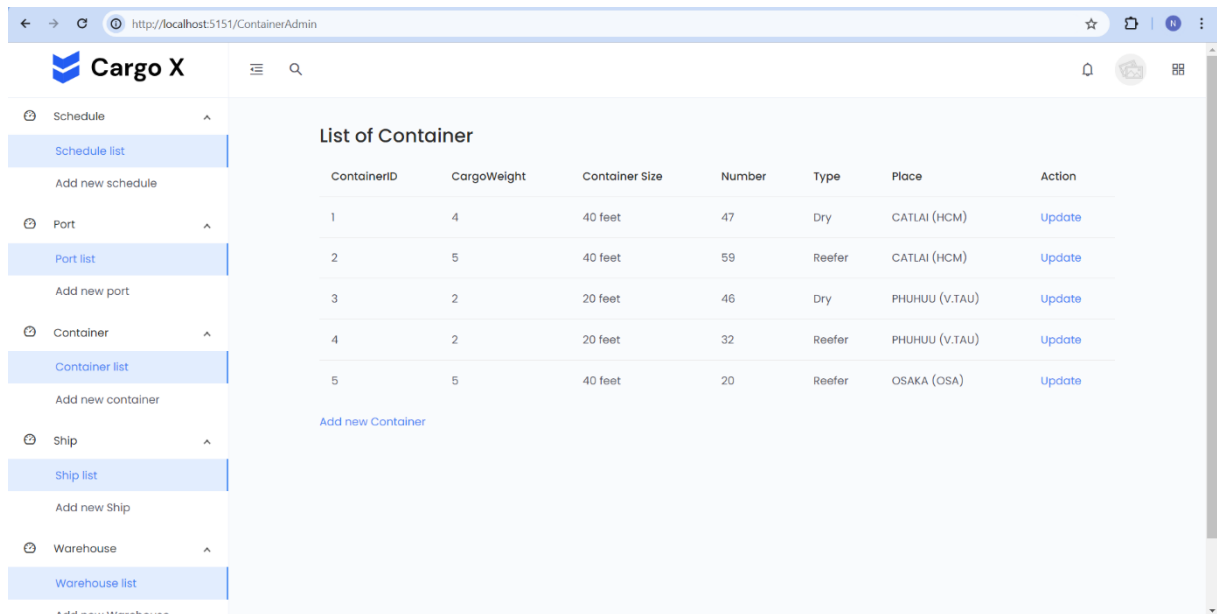 http://localhost:5151/ContainerAdmin
N
Cargo X
Schedule
Schedule list
Add new schedule
Port
Port list
Add new port
Container
Container list
Add new container
Ship
Ship list
Add new Ship
Warehouse
Warehouse list
Add new Warehouse
List of Container
ContainerID CargoWeight Container Size Number Type Place Action
1 4 40 feet 47 Dry CATLAI (HCM) Update
2 5 40 feet 59 Reefer CATLAI (HCM) Update
3 2 20 feet 46 Dry PHUHUU (V.TAU) Update
4 2 20 feet 32 Reefer PHUHUU (V.TAU) Update
5 5 40 feet 20 Reefer OSAKA (OSA) Update
Add new Container